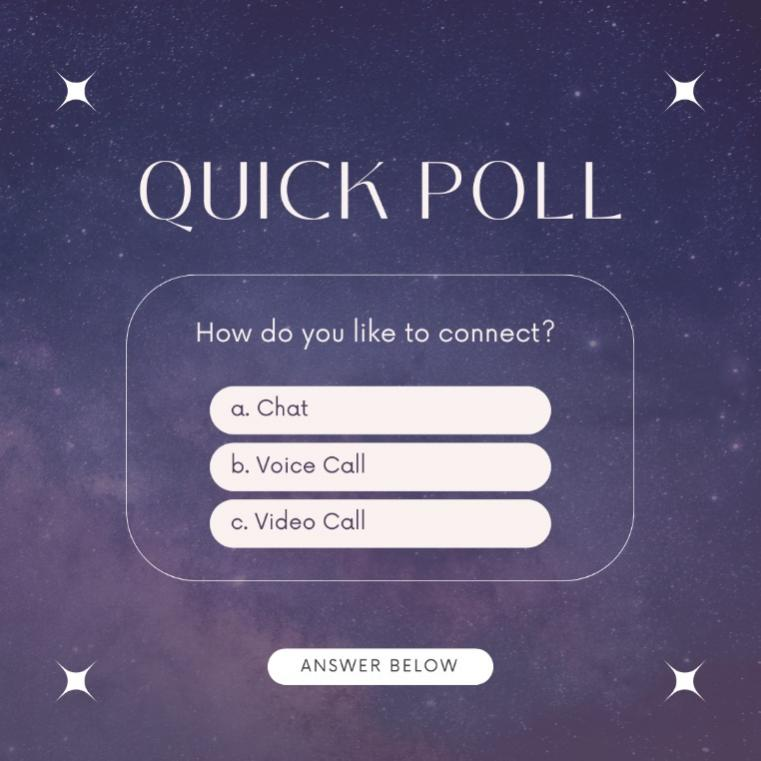 QUICK POLL
How do you like to connect?
a. Chat
b. Voice Call
c. Video Call
ANSWER BELOW